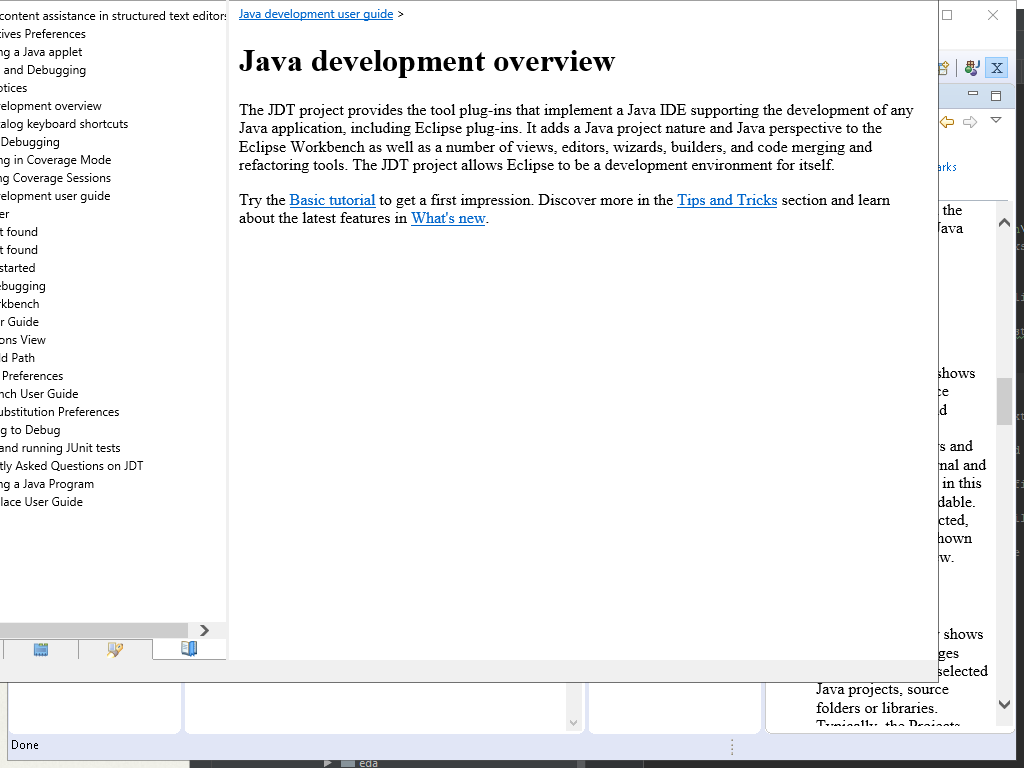 content assistance in structured text editors
tives Preferences
ng a Java applet
and Debugging
otices
velopment overview
talog keyboard shortcuts
Debugging
ng in Coverage Mode
ng Coverage Sessions
velopment user guide
er
t found
t found
started
ebugging
rkbench
r Guide
ons View
ld Path
Preferences
nch User Guide
ubstitution Preferences
g to Debug
and running JUnit tests
tly Asked Questions on JDT
ng a Java Program
lace User Guide
Java development user guide >
Java development overview
The JDT project provides the tool plug-ins that implement a Java IDE supporting the development of any
Java application, including Eclipse plug-ins. It adds a Java project nature and Java perspective to the
Eclipse Workbench as well as a number of views, editors, wizards, builders, and code merging and
refactoring tools. The JDT project allows Eclipse to be a development environment for itself.
Try the Basic tutorial to get a first impression. Discover more in the Tips and Tricks section and learn
about the latest features in What's new.
arks
the
Java
shows
ce
d
s and
nal and
in this
dable.
cted,
hown
w.
shows
ges
selected
Java projects, source
folders or libraries.
Typically, the Projects
Done
eda